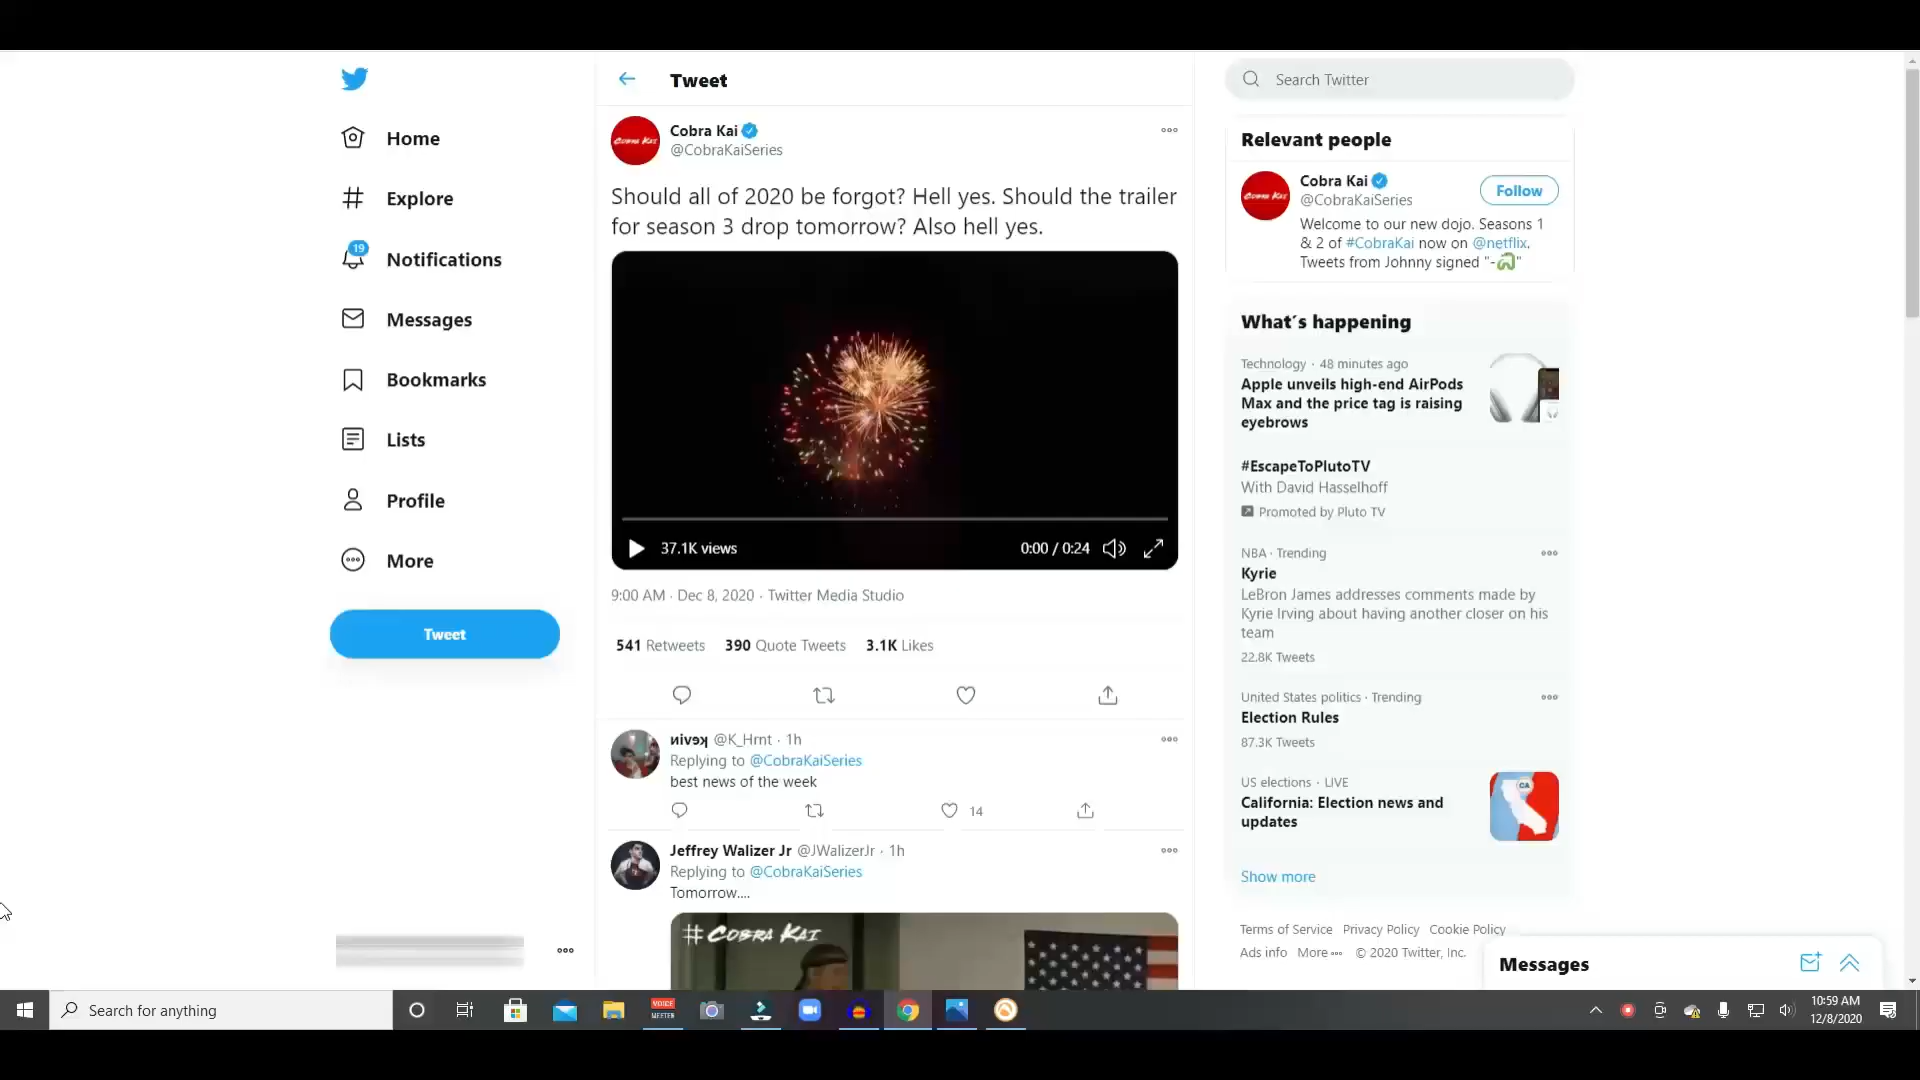 Tweet
Search Twitter
Home
Explore
19
Notifications
Messages
Bookmarks
Lists
Profile
More
Tweet
COBRA KAI
Cobra Kai
@CobraKaiSeries
Should all of 2020 be forgot? Hell yes. Should the trailer
for season 3 drop tomorrow? Also hell yes.
37.1K views
0:00 / 0:24
9:00 AM · Dec 8, 2020 · Twitter Media Studio
541 Retweets 390 Quote Tweets 3.1K Likes
@K_Hrnt · 1h
Replying to @CobraKaiSeries
best news of the week
14
Jeffrey Walizer Jr @JWalizerJr · 1h
Replying to @CobraKaiSeries
Tomorrow....
# COBRA KAI
Relevant people
COBRA KAI
Cobra Kai
@CobraKaiSeries
Follow
Welcome to our new dojo. Seasons 1
& 2 of #CobraKai now on @netflix.
Tweets from Johnny signed "-🐍"
What's happening
Technology · 48 minutes ago
Apple unveils high-end AirPods
Max and the price tag is raising
eyebrows
#EscapeToPlutoTV
With David Hasselhoff
Promoted by Pluto TV
NBA · Trending
Kyrie
LeBron James addresses comments made by
Kyrie Irving about having another closer on his
team
22.8K Tweets
United States politics · Trending
Election Rules
87.3K Tweets
US elections · LIVE
California: Election news and
updates
CA
Show more
Terms of Service Privacy Policy Cookie Policy
Ads info More ••• © 2020 Twitter, Inc.
Messages
Search for anything
VOICE
MEETER
10:59 AM
12/8/2020